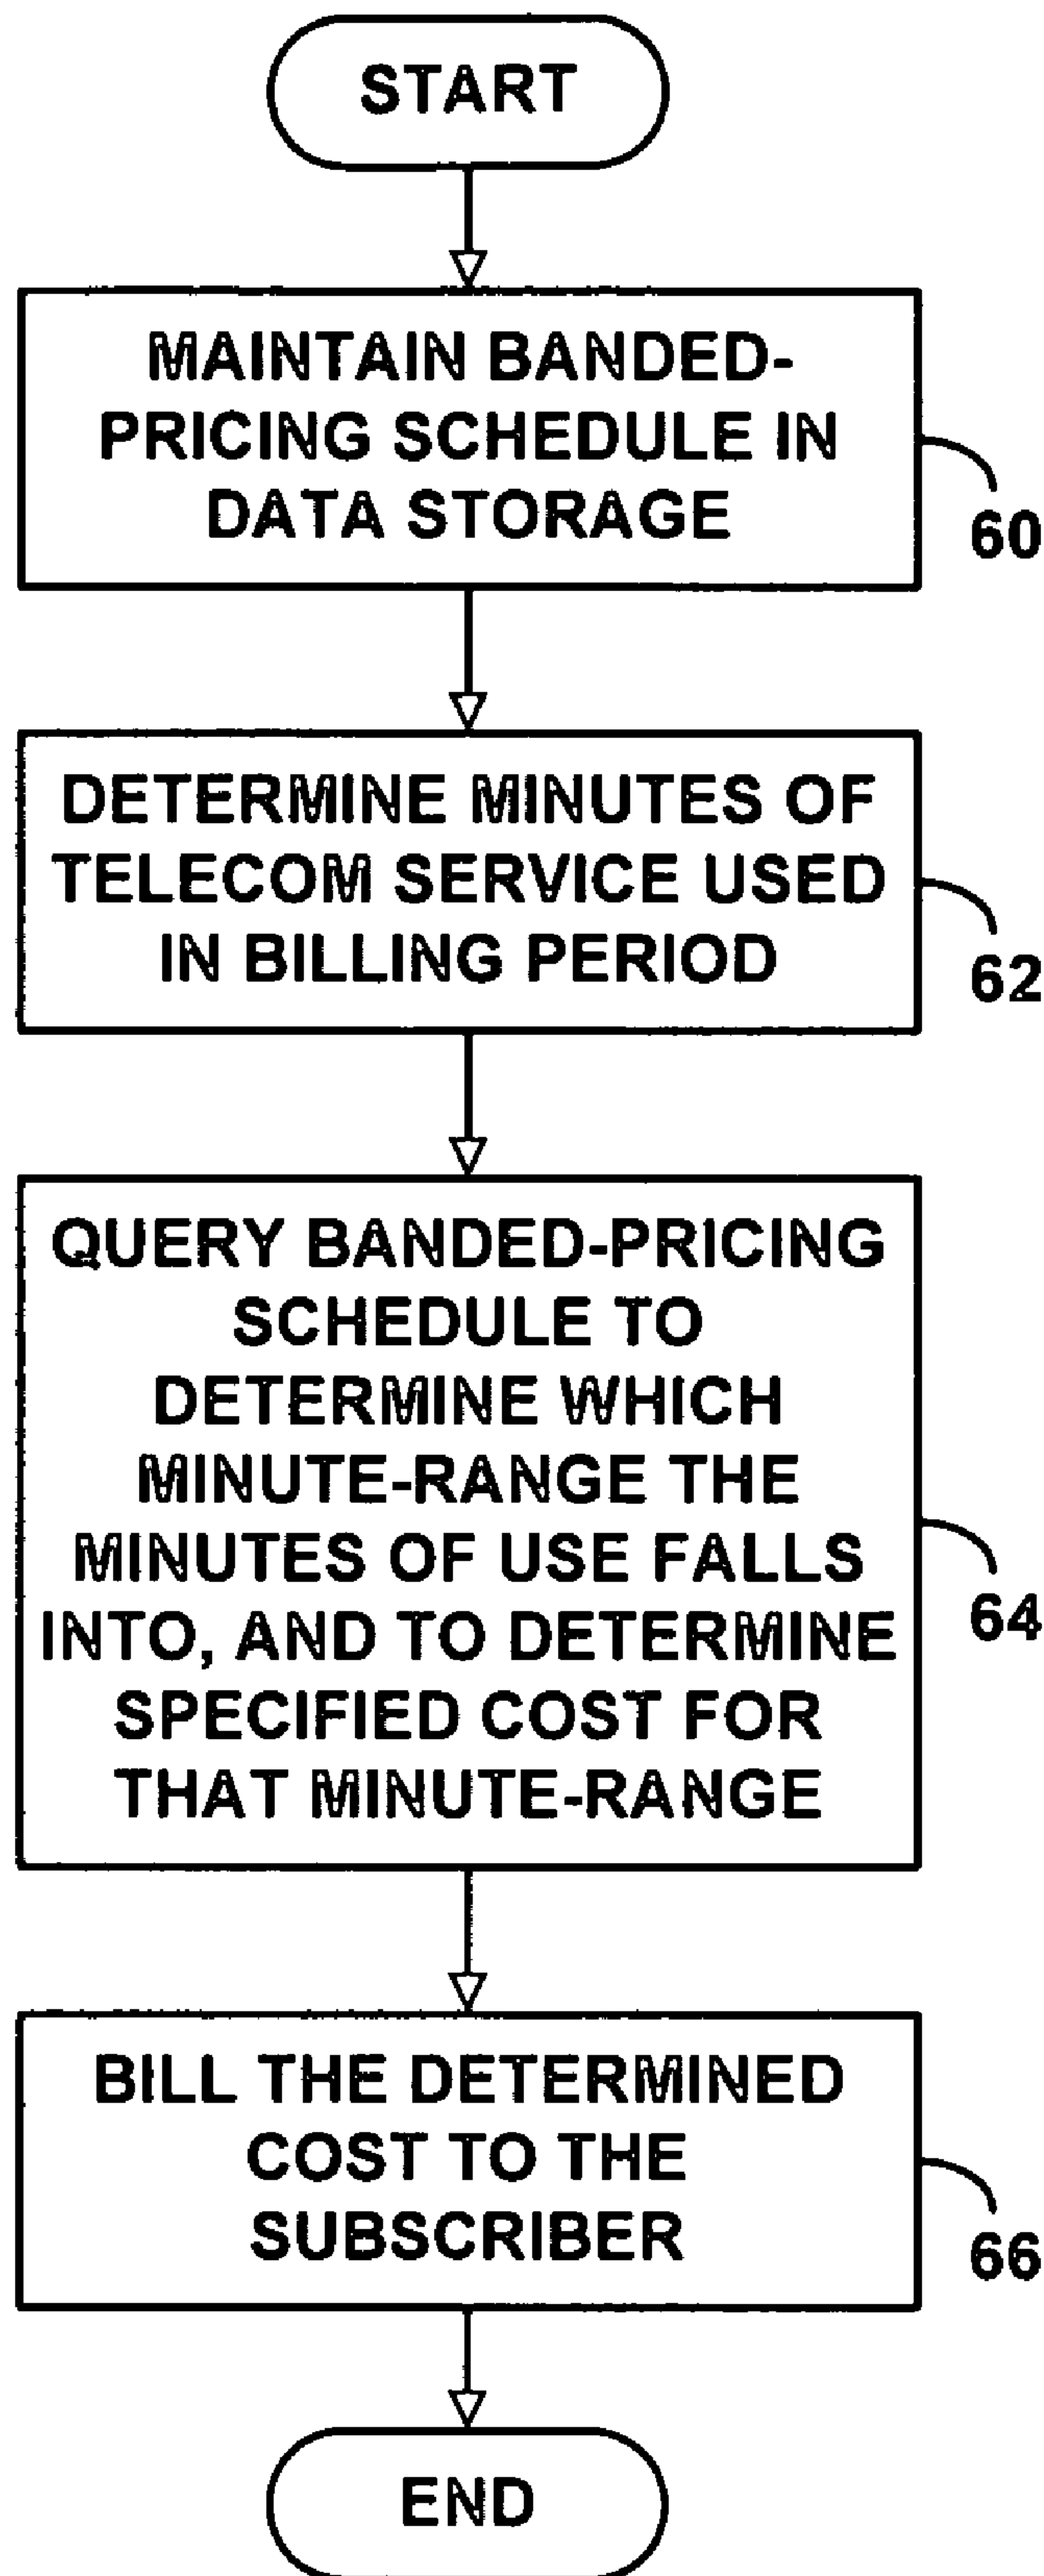 START
MAINTAIN BANDED-
PRICING SCHEDULE IN
DATA STORAGE
60
DETERMINE MINUTES OF
TELECOM SERVICE USED
IN BILLING PERIOD
62
QUERY BANDED-PRICING
SCHEDULE TO
DETERMINE WHICH
MINUTE-RANGE THE
MINUTES OF USE FALLS
INTO, AND TO DETERMINE
SPECIFIED COST FOR
THAT MINUTE-RANGE
64
BILL THE DETERMINED
COST TO THE
SUBSCRIBER
66
END